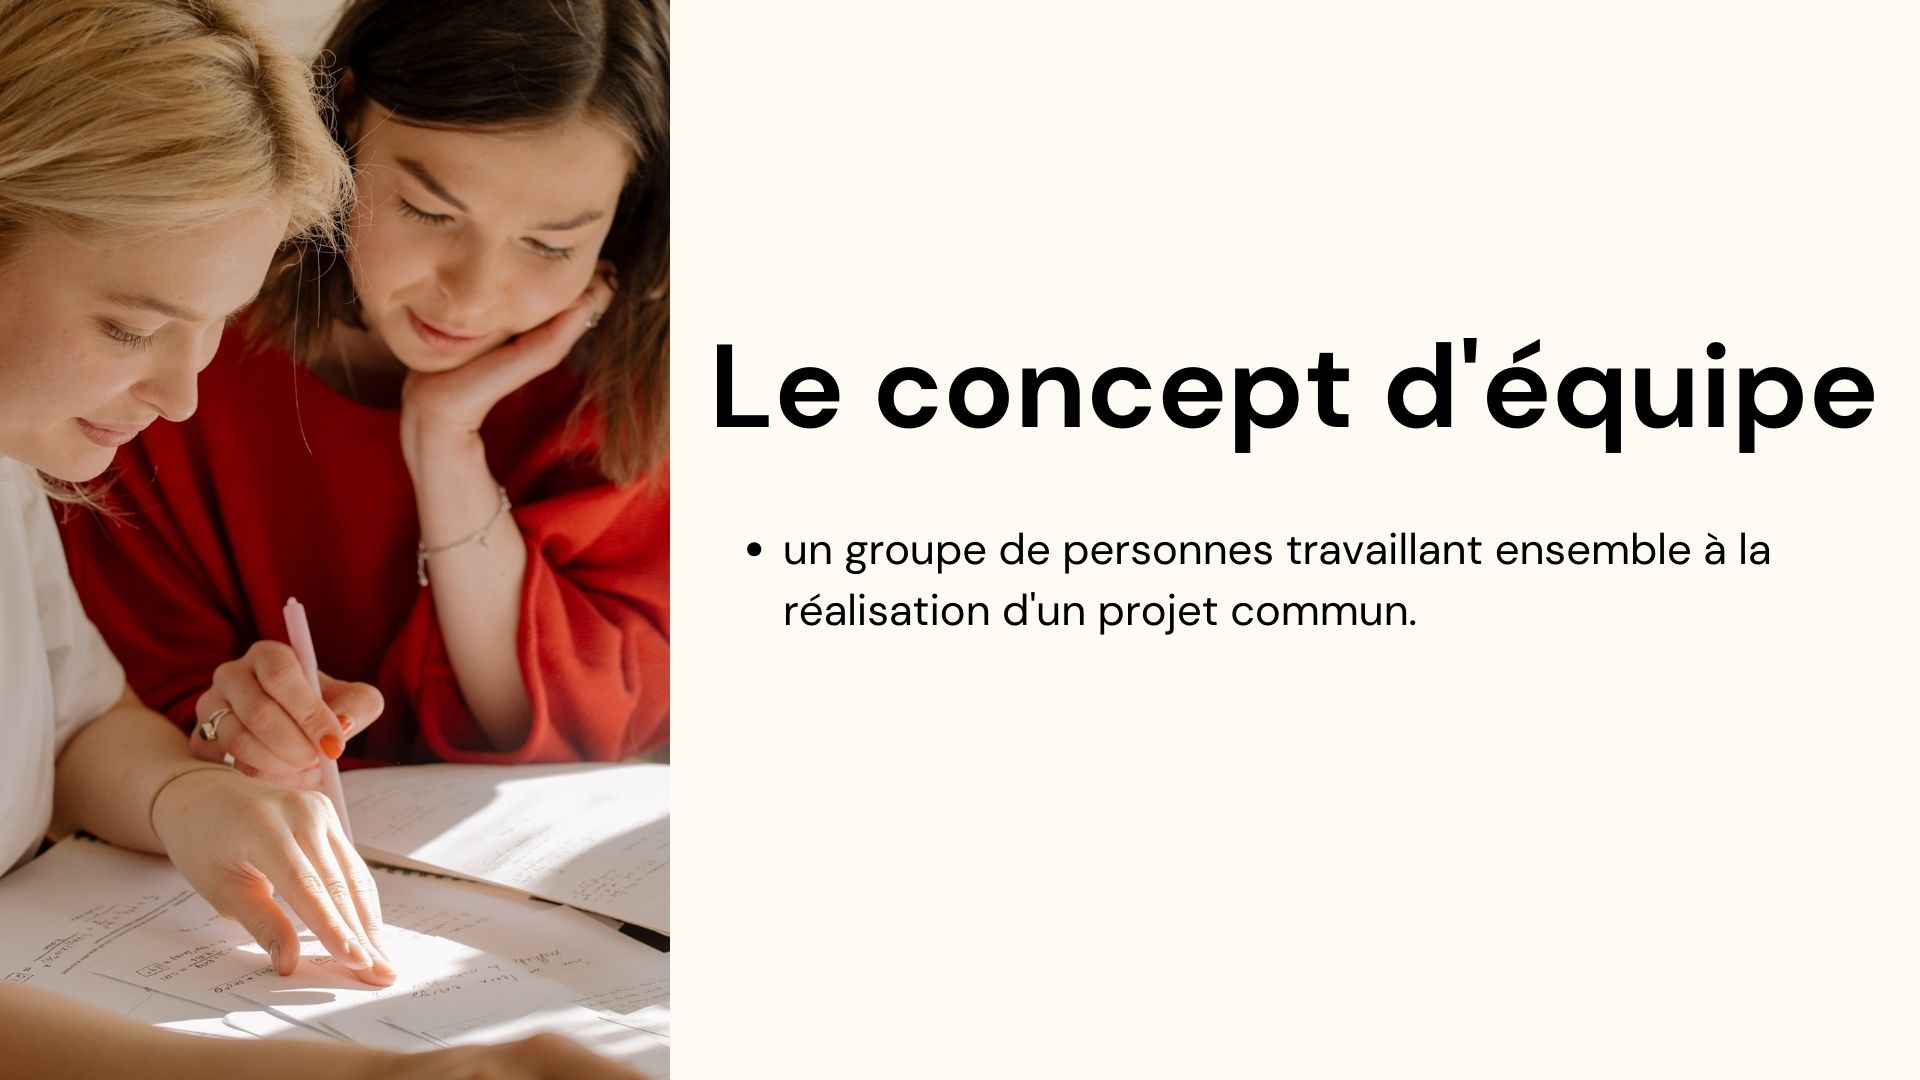 Le concept d'équipe
• un groupe de personnes travaillant ensemble à la
réalisation d'un projet commun.